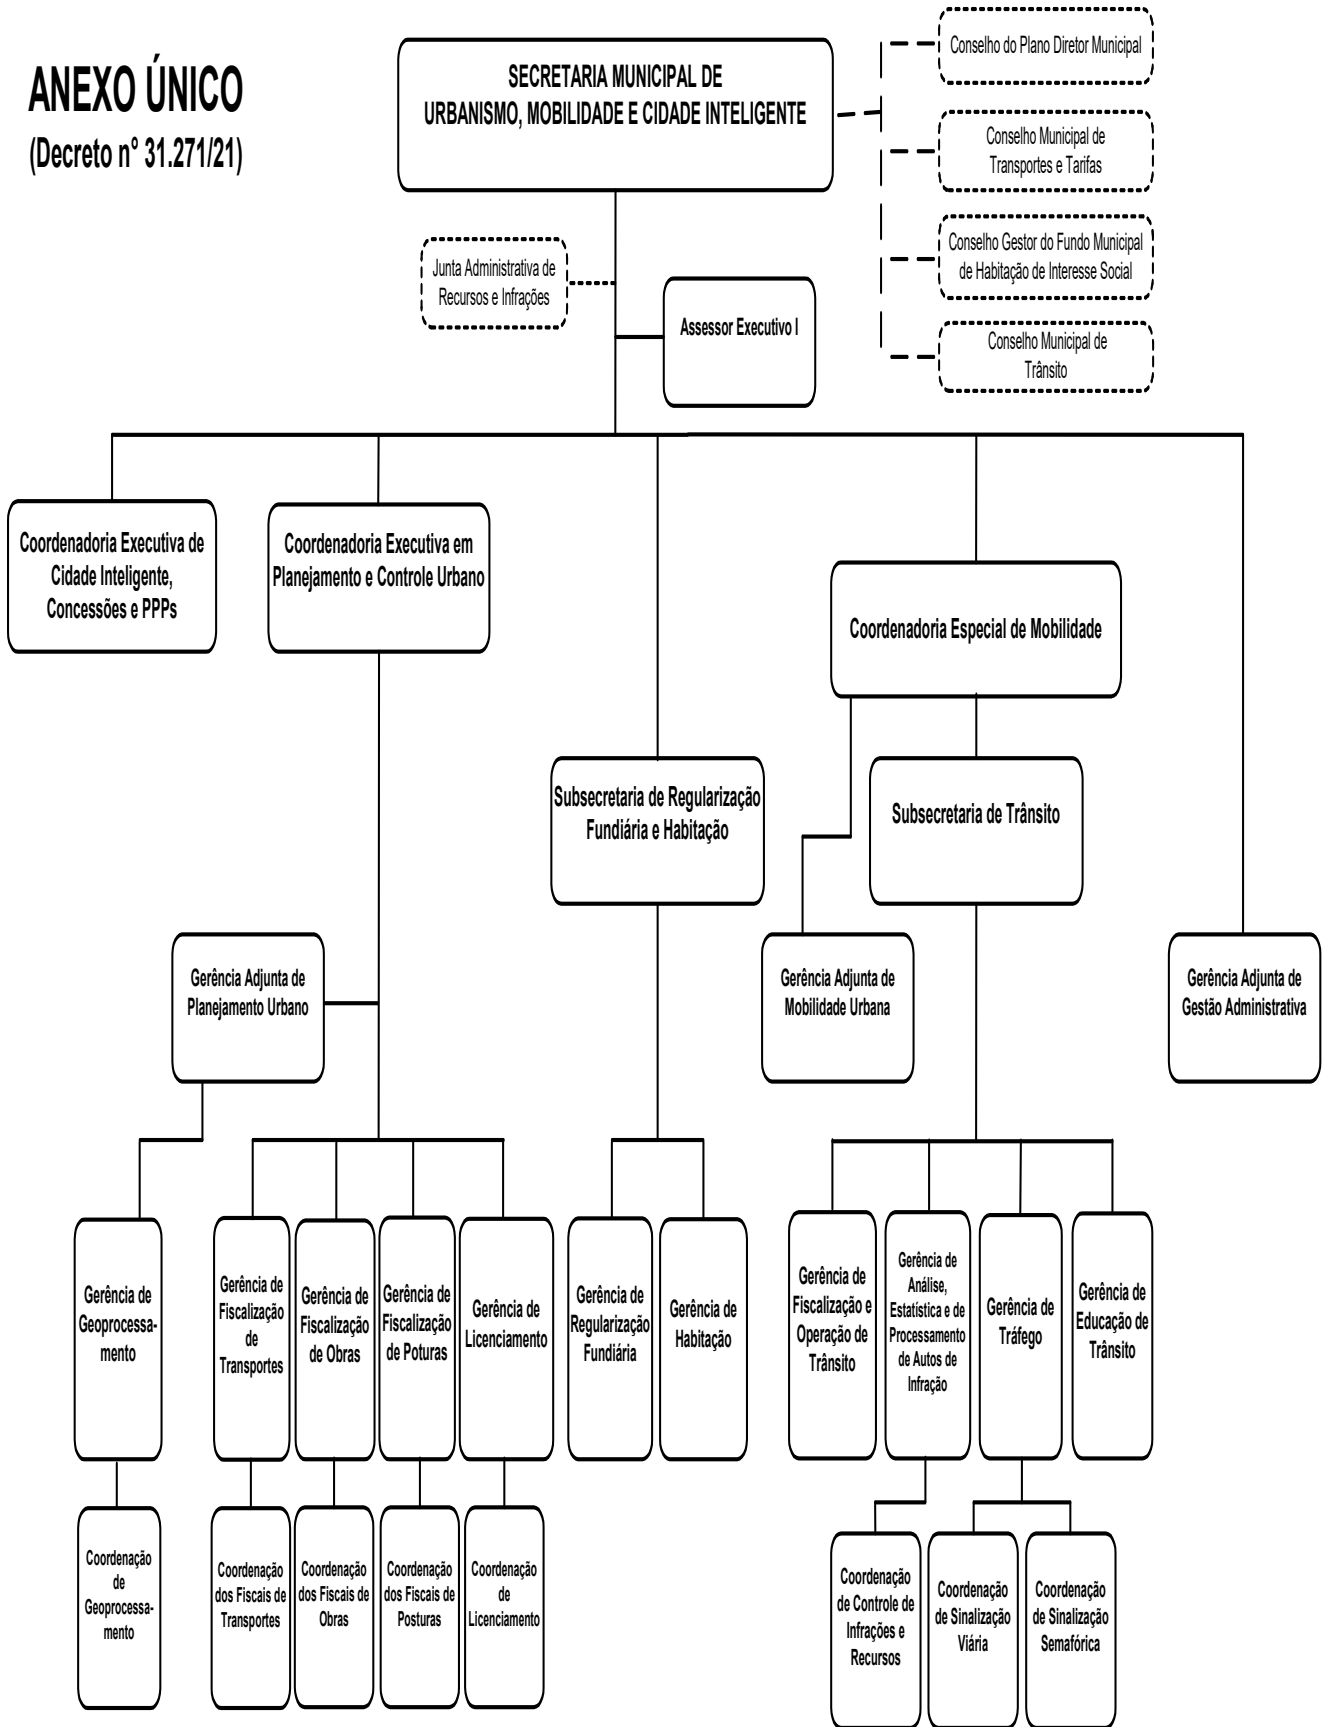 ANEXO ÚNICO
(Decreto n° 31.271/21)
SECRETARIA MUNICIPAL DE
URBANISMO, MOBILIDADE E CIDADE INTELIGENTE
Conselho do Plano Diretor Municipal
Conselho Municipal de
Transportes e Tarifas
Conselho Gestor do Fundo Municipal
de Habitação de Interesse Social
Conselho Municipal de
Trânsito
Junta Administrativa de
Recursos e Infrações
Assessor Executivo I
Coordenadoria Executiva de
Cidade Inteligente,
Concessões e PPPs
Coordenadoria Executiva em
Planejamento e Controle Urbano
Coordenadoria Especial de Mobilidade
Subsecretaria de Regularização
Fundiária e Habitação
Subsecretaria de Trânsito
Gerência Adjunta de
Planejamento Urbano
Gerência Adjunta de
Mobilidade Urbana
Gerência Adjunta de
Gestão Administrativa
Gerência de
Geoprocessa-
mento
Gerência de
Fiscalização
de
Transportes
Gerência de
Fiscalização
de Obras
Gerência de
Fiscalização
de Poturas
Gerência de
Licenciamento
Gerência de
Regularização
Fundiária
Gerência de
Habitação
Gerência de
Fiscalização e
Operação de
Trânsito
Gerência de
Análise,
Estatística e de
Processamento
de Autos de
Infração
Gerência de
Tráfego
Gerência de
Educação de
Trânsito
Coordenação
de
Geoprocessa-
mento
Coordenação
dos Fiscais de
Transportes
Coordenação
dos Fiscais de
Obras
Coordenação
dos Fiscais de
Posturas
Coordenação
de
Licenciamento
Coordenação
de Controle de
Infrações e
Recursos
Coordenação
de Sinalização
Viária
Coordenação
de Sinalização
Semafórica